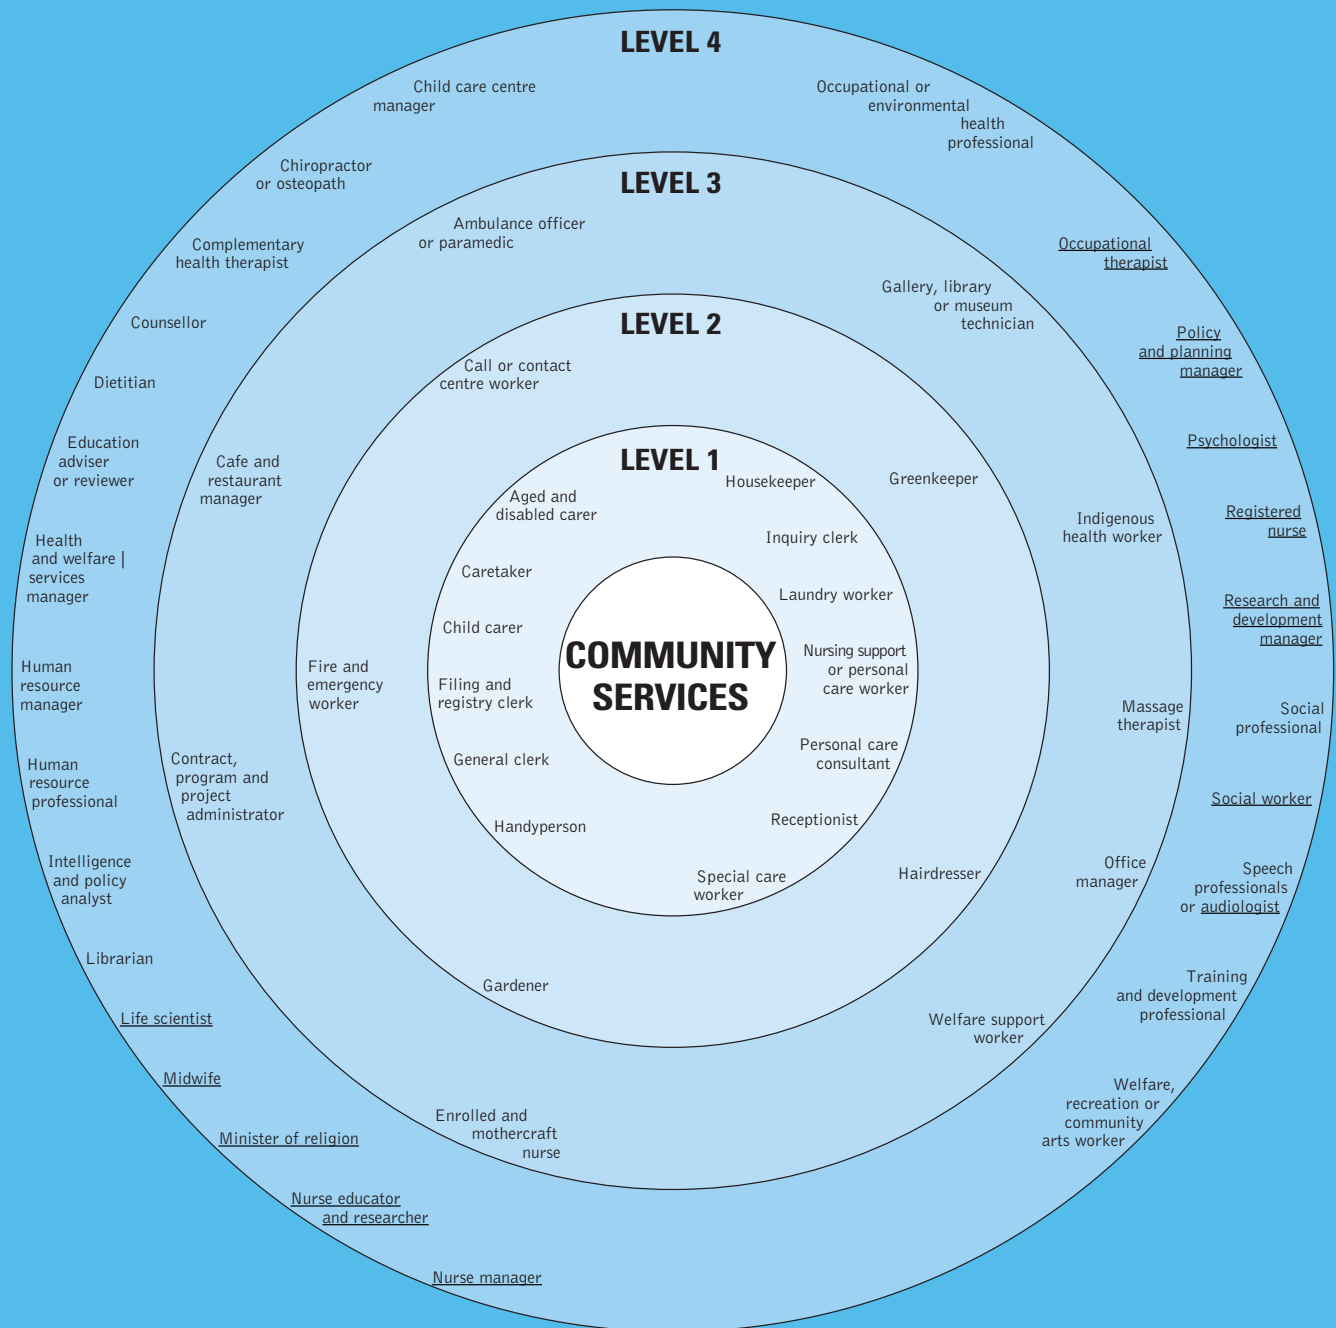 LEVEL 4
Child care centre
manager
Chiropractor
or osteopath
Complementary
health therapist
Counsellor
Dietitian
Education
adviser
or reviewer
Health
and welfare |
services
manager
Human
resource
manager
Human
resource
professional
Intelligence
and policy
analyst
Librarian
Life scientist
Midwife
Minister of religion
Nurse educator
and researcher
Nurse manager
Occupational or
environmental
health
professional
Occupational
therapist
Policy
and planning
manager
Psychologist
Registered
nurse
Research and
development
manager
Social
professional
Social worker
Speech
professionals
or audiologist
Training
and development
professional
Welfare,
recreation or
community
arts worker
LEVEL 3
Ambulance officer
or paramedic
Cafe and
restaurant
manager
Contract,
program and
project
administrator
Enrolled and
mothercraft
nurse
Gallery, library
or museum
technician
Indigenous
health worker
Massage
therapist
Office
manager
Welfare support
worker
LEVEL 2
Call or contact
centre worker
Fire and
emergency
worker
Gardener
Greenkeeper
Hairdresser
LEVEL 1
Aged and
disabled carer
Caretaker
Child carer
Filing and
registry clerk
General clerk
Handyperson
Housekeeper
Inquiry clerk
Laundry worker
Nursing support
or personal
care worker
Personal care
consultant
Receptionist
Special care
worker
COMMUNITY
SERVICES